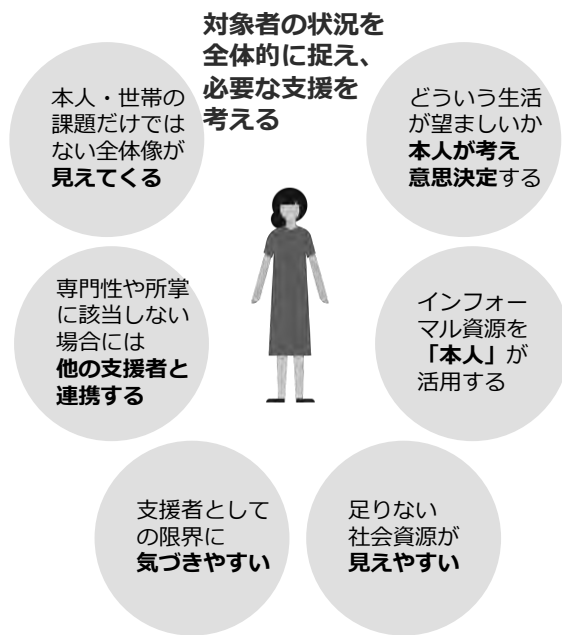 対象者の状況を
全体的に捉え、
必要な支援を
考える
本人・世帯の
課題だけでは
ない全体像が
見えてくる
どういう生活
が望ましいか
本人が考え
意思決定する
専門性や所掌
に該当しない
場合には
他の支援者と
連携する
インフォー
マル資源を
「本人」が
活用する
支援者として
の限界に
気づきやすい
足りない
社会資源が
見えやすい